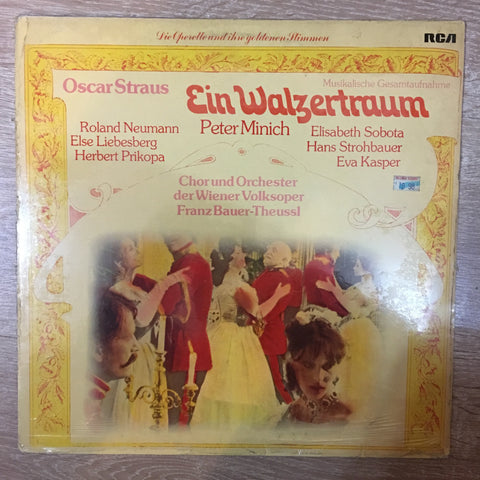 Die Operette und ihre goldenen Stimmen
RCA
Musikalische Gesamtaufnahme
Oscar Straus
Ein Walzertraum
Roland Neumann
Else Liebesberg
Herbert Prikopa
Peter Minich
Elisabeth Sobota
Hans Strohbauer
Eva Kasper
Chor und Orchester
der Wiener Volksoper
Franz Bauer-Theussl